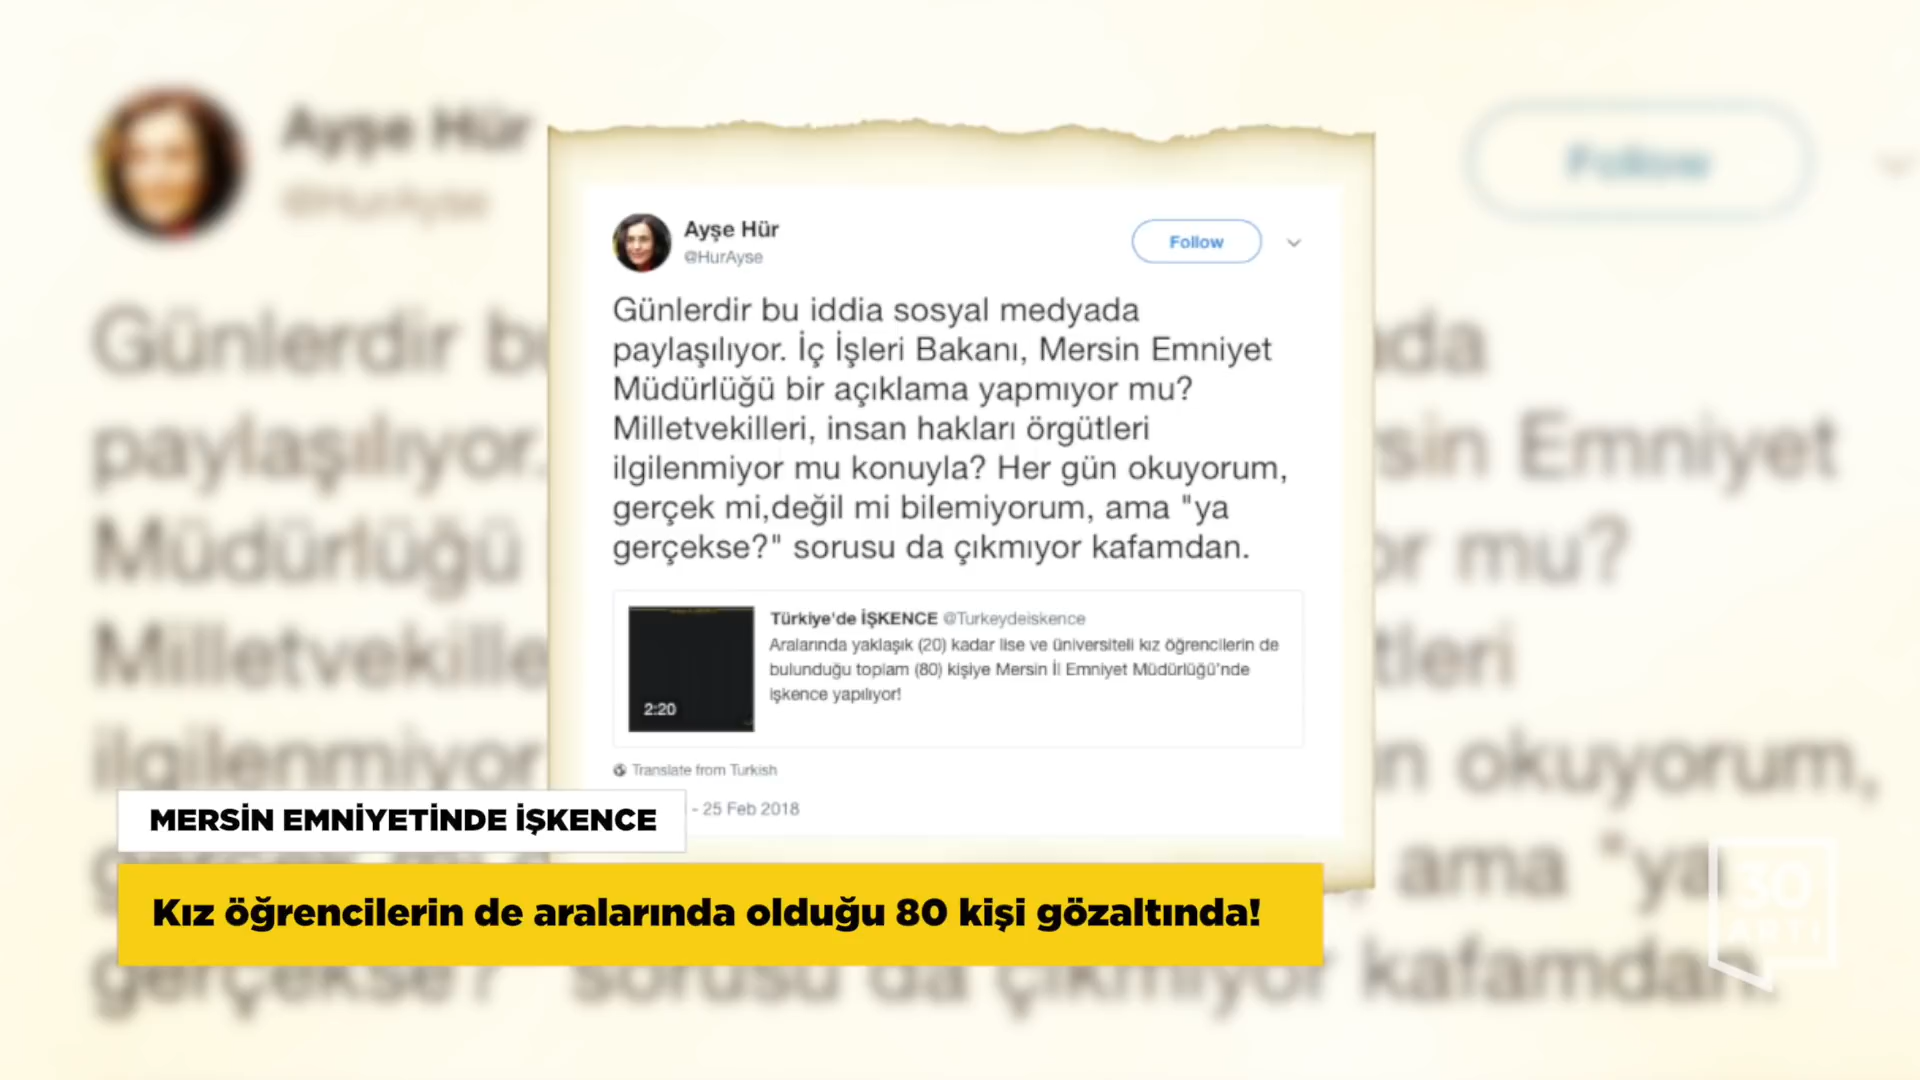 Ayşe Hür
@HurAyse
Follow
Günlerdir bu iddia sosyal medyada
paylaşılıyor. İç İşleri Bakanı, Mersin Emniyet
Müdürlüğü bir açıklama yapmıyor mu?
Milletvekilleri, insan hakları örgütleri
ilgilenmiyor mu konuyla? Her gün okuyorum,
gerçek mi,değil mi bilemiyorum, ama "ya
gerçekse?" sorusu da çıkmıyor kafamdan.
Türkiye'de İŞKENCE @Turkeydeiskence
Aralarında yaklaşık (20) kadar lise ve üniversiteli kız öğrencilerin de
bulunduğu toplam (80) kişiye Mersin İl Emniyet Müdürlüğü'nde
işkence yapılıyor!
2:20
Translate from Turkish
- 25 Feb 2018
MERSİN EMNİYETİNDE İŞKENCE
Kız öğrencilerin de aralarında olduğu 80 kişi gözaltında!
30
ARTI